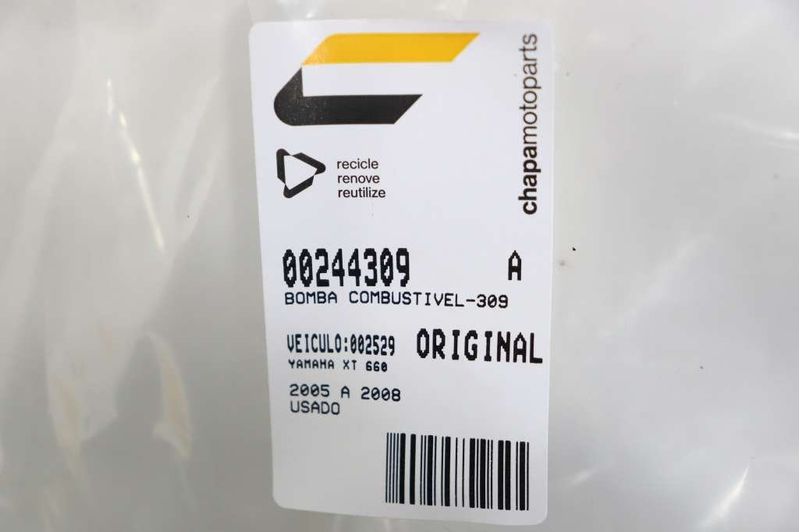 chapamotoparts
recicle
renove
reutilize
00244309 A
BOMBA COMBUSTIVEL-309
VEICULO:002529 ORIGINAL
YAMAHA XT 660
2005 A 2008
USADO